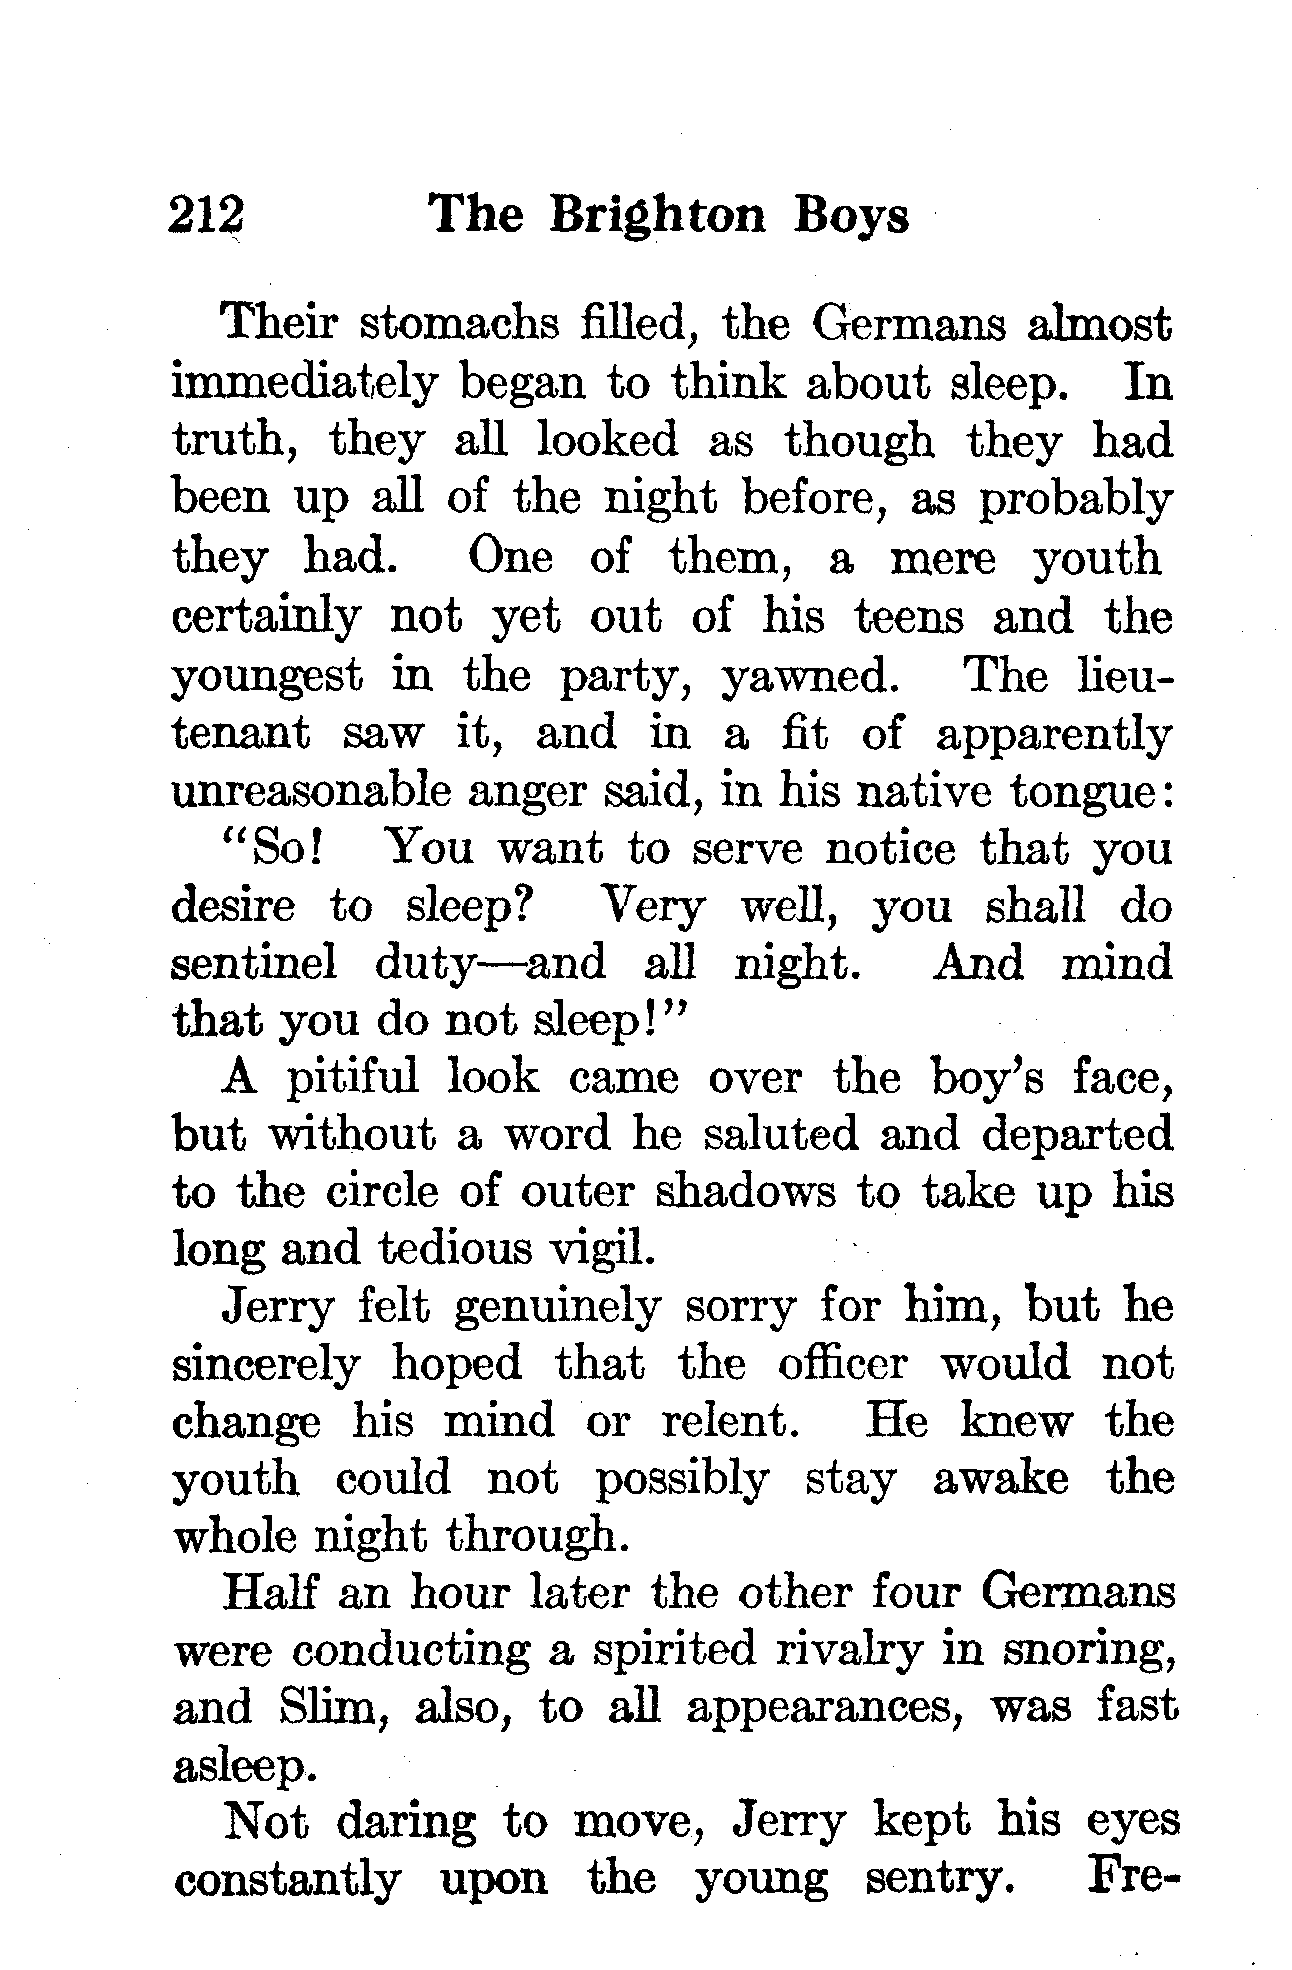 212 The Brighton Boys
Their stomachs filled, the Germans almost
immediately began to think about sleep. In
truth, they all looked as though they had
been up all of the night before, as probably
they had. One of them, a mere youth
certainly not yet out of his teens and the
youngest in the party, yawned. The lieu-
tenant saw it, and in a fit of apparently
unreasonable anger said, in his native tongue:
"So! You want to serve notice that you
desire to sleep? Very well, you shall do
sentinel duty—and all night. And mind
that you do not sleep!"
A pitiful look came over the boy's face,
but without a word he saluted and departed
to the circle of outer shadows to take up his
long and tedious vigil.
Jerry felt genuinely sorry for him, but he
sincerely hoped that the officer would not
change his mind or relent. He knew the
youth could not possibly stay awake the
whole night through.
Half an hour later the other four Germans
were conducting a spirited rivalry in snoring,
and Slim, also, to all appearances, was fast
asleep.
Not daring to move, Jerry kept his eyes
constantly upon the young sentry. Fre-